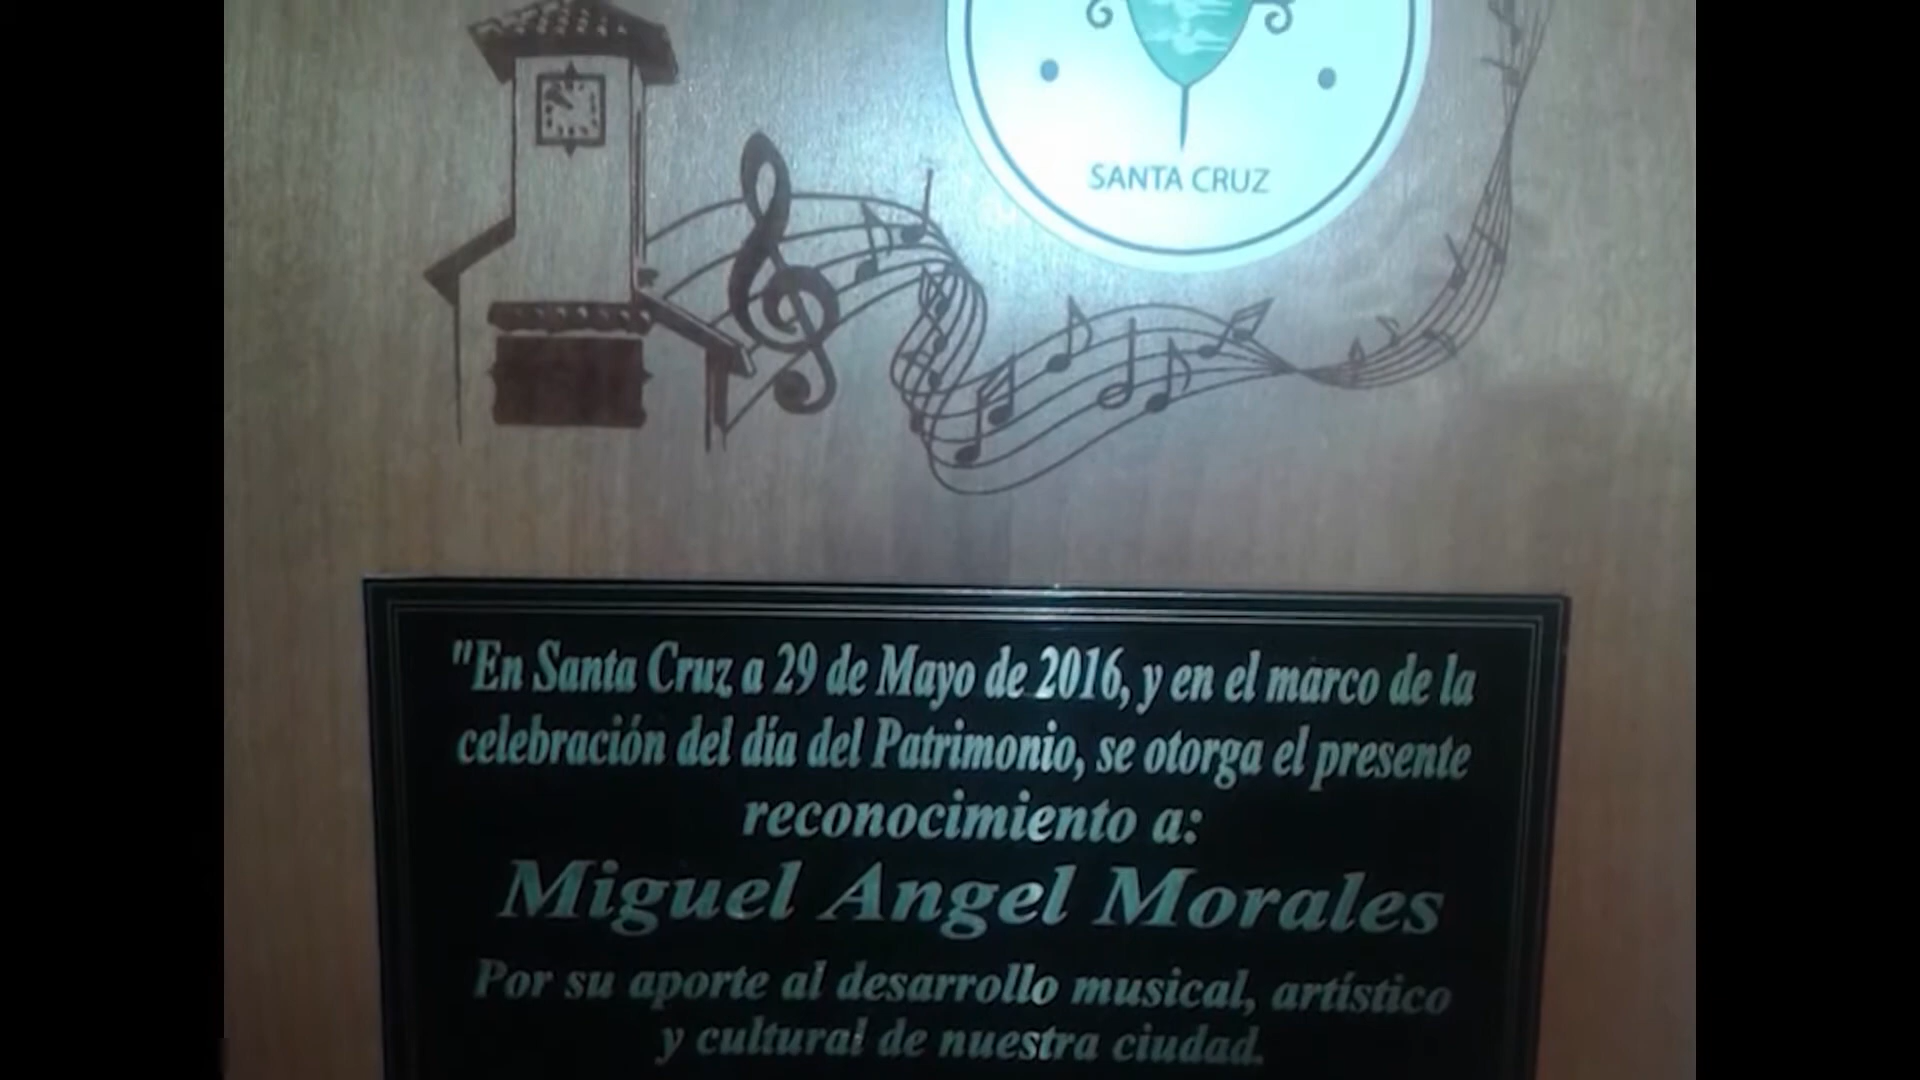 SANTA CRUZ
"En Santa Cruz a 29 de Mayo de 2016, y en el marco de la
celebración del día del Patrimonio, se otorga el presente
reconocimiento a:
Miguel Angel Morales
Por su aporte al desarrollo musical, artístico
y cultural de nuestra ciudad.